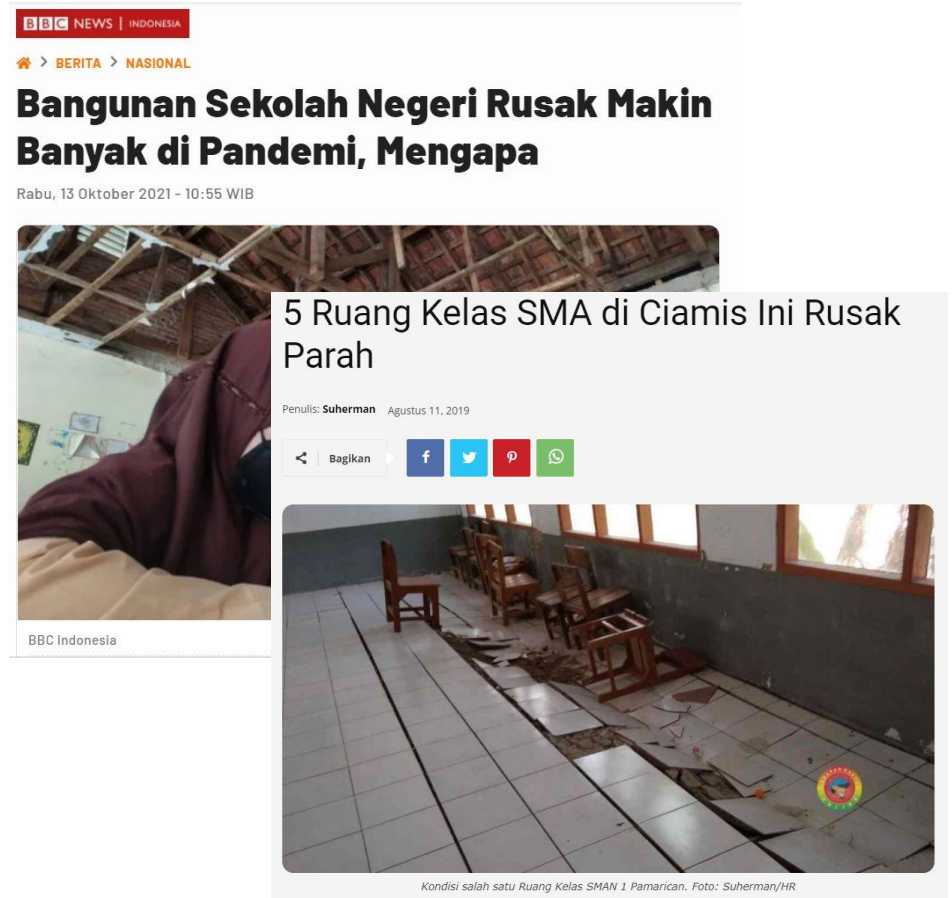 BBC NEWS | INDONESIA
> BERITA > NASIONAL
Bangunan Sekolah Negeri Rusak Makin
Banyak di Pandemi, Mengapa
Rabu, 13 Oktober 2021 - 10:55 WIB
BBC Indonesia
5 Ruang Kelas SMA di Ciamis Ini Rusak
Parah
Penulis: Suherman Agustus 11, 2019
Bagikan
Kondisi salah satu Ruang Kelas SMAN 1 Pamarican. Foto: Suherman/HR